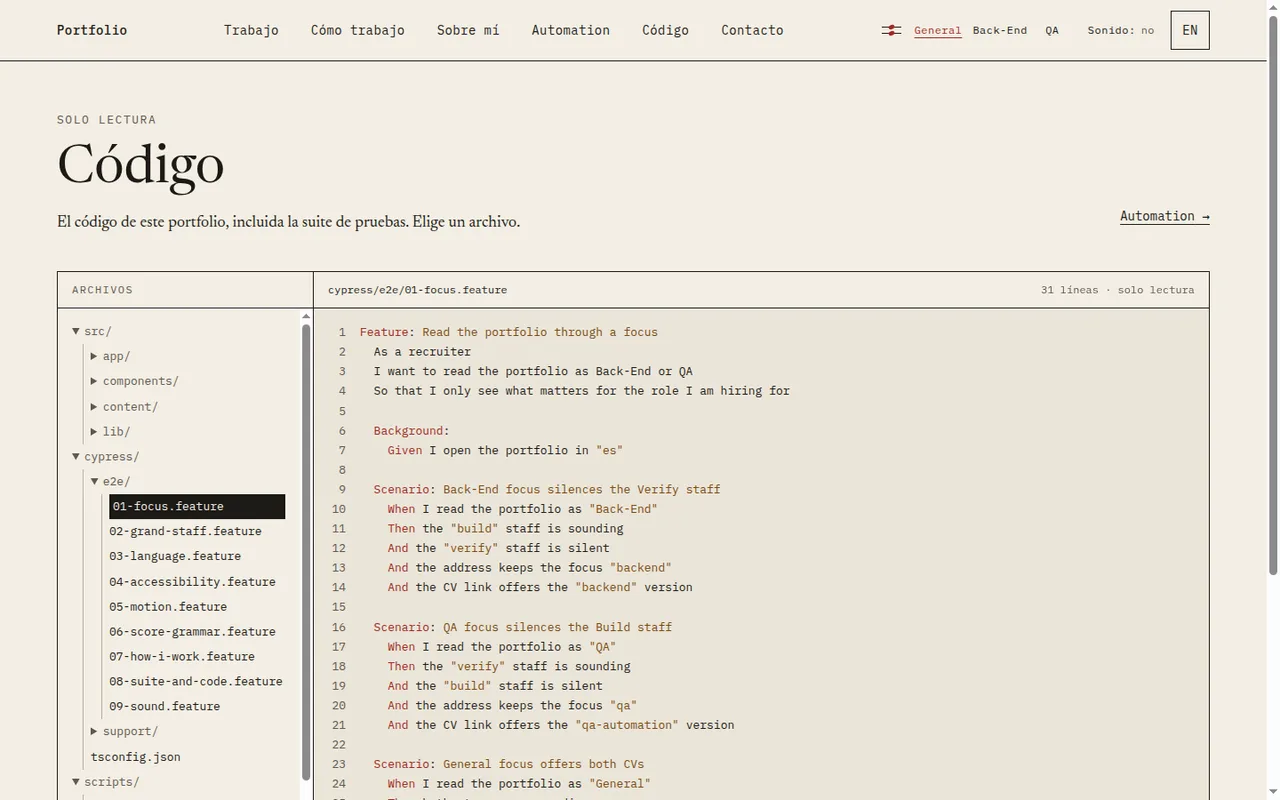 Portfolio Trabajo Cómo trabajo Sobre mí Automation Código Contacto General Back-End QA Sonido: no EN
SOLO LECTURA
Código
El código de este portfolio, incluida la suite de pruebas. Elige un archivo.
Automation →
ARCHIVOS
▼ src/
▶ app/
▶ components/
▶ content/
▶ lib/
▼ cypress/
▼ e2e/
01-focus.feature
02-grand-staff.feature
03-language.feature
04-accessibility.feature
05-motion.feature
06-score-grammar.feature
07-how-i-work.feature
08-suite-and-code.feature
09-sound.feature
▶ support/
tsconfig.json
▼ scripts/
cypress/e2e/01-focus.feature 31 líneas · solo lectura
1 Feature: Read the portfolio through a focus
2 As a recruiter
3 I want to read the portfolio as Back-End or QA
4 So that I only see what matters for the role I am hiring for
5
6 Background:
7 Given I open the portfolio in "es"
8
9 Scenario: Back-End focus silences the Verify staff
10 When I read the portfolio as "Back-End"
11 Then the "build" staff is sounding
12 And the "verify" staff is silent
13 And the address keeps the focus "backend"
14 And the CV link offers the "backend" version
15
16 Scenario: QA focus silences the Build staff
17 When I read the portfolio as "QA"
18 Then the "verify" staff is sounding
19 And the "build" staff is silent
20 And the address keeps the focus "qa"
21 And the CV link offers the "qa-automation" version
22
23 Scenario: General focus offers both CVs
24 When I read the portfolio as "General"